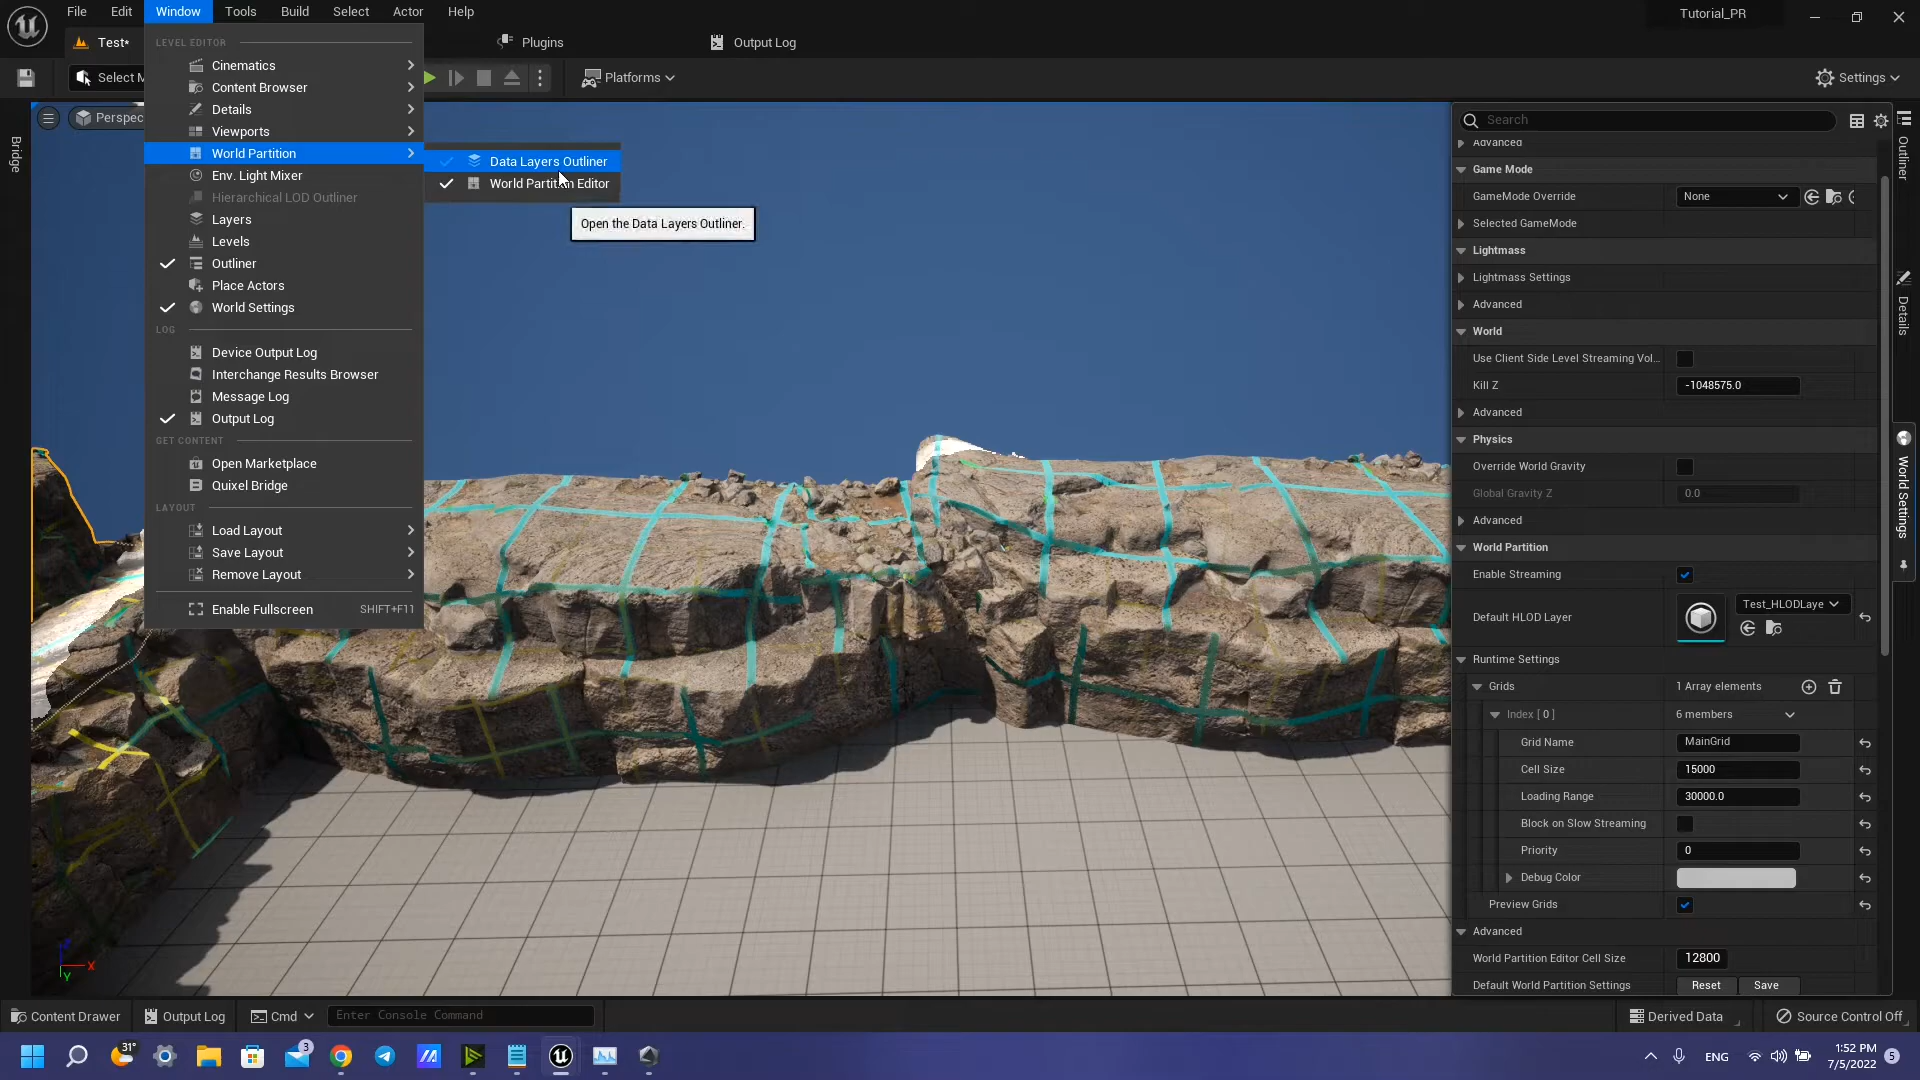 File Edit Window Tools Build Select Actor Help
Tutorial_PR
Test*
Plugins
Output Log
Select M
Platforms
Settings
Perspec
Bridge
LEVEL EDITOR
Cinematics
Content Browser
Details
Viewports
World Partition
Env. Light Mixer
Hierarchical LOD Outliner
Layers
Levels
Outliner
Place Actors
World Settings
LOG
Device Output Log
Interchange Results Browser
Message Log
Output Log
GET CONTENT
Open Marketplace
Quixel Bridge
LAYOUT
Load Layout
Save Layout
Remove Layout
Enable Fullscreen SHIFT+F11
Data Layers Outliner
World Partition Editor
Open the Data Layers Outliner.
Search
Advanced
Game Mode
GameMode Override None
Selected GameMode
Lightmass
Lightmass Settings
Advanced
World
Use Client Side Level Streaming Vol...
Kill Z -1048575.0
Advanced
Physics
Override World Gravity
Global Gravity Z 0.0
Advanced
World Partition
Enable Streaming
Default HLOD Layer Test_HLODLaye
Runtime Settings
Grids 1 Array elements
Index [ 0 ] 6 members
Grid Name MainGrid
Cell Size 15000
Loading Range 30000.0
Block on Slow Streaming
Priority 0
Debug Color
Preview Grids
Advanced
World Partition Editor Cell Size 12800
Default World Partition Settings Reset Save
Outliner
Details
World Settings
Z
X
Y
Content Drawer Output Log Cmd Enter Console Command
Derived Data Source Control Off
31°
3
ENG
1:52 PM
7/5/2022
5